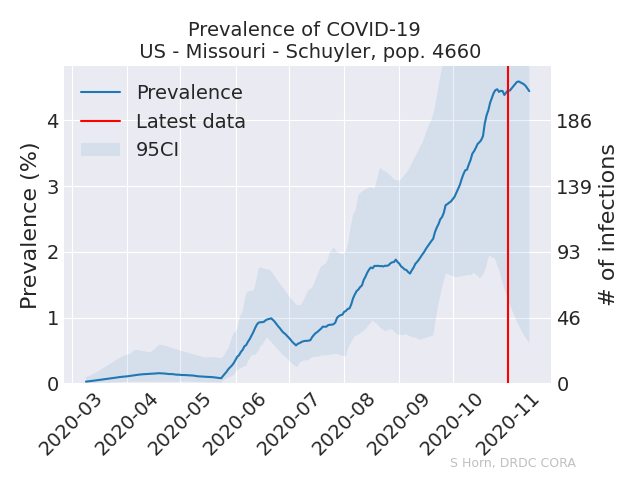 Prevalence of COVID-19
US - Missouri - Schuyler, pop. 4660
Prevalence
Latest data
95CI
Prevalence (%)
4
3
2
1
0
186
139
93
46
0
# of infections
2020-03
2020-04
2020-05
2020-06
2020-07
2020-08
2020-09
2020-10
2020-11
S Horn, DRDC CORA